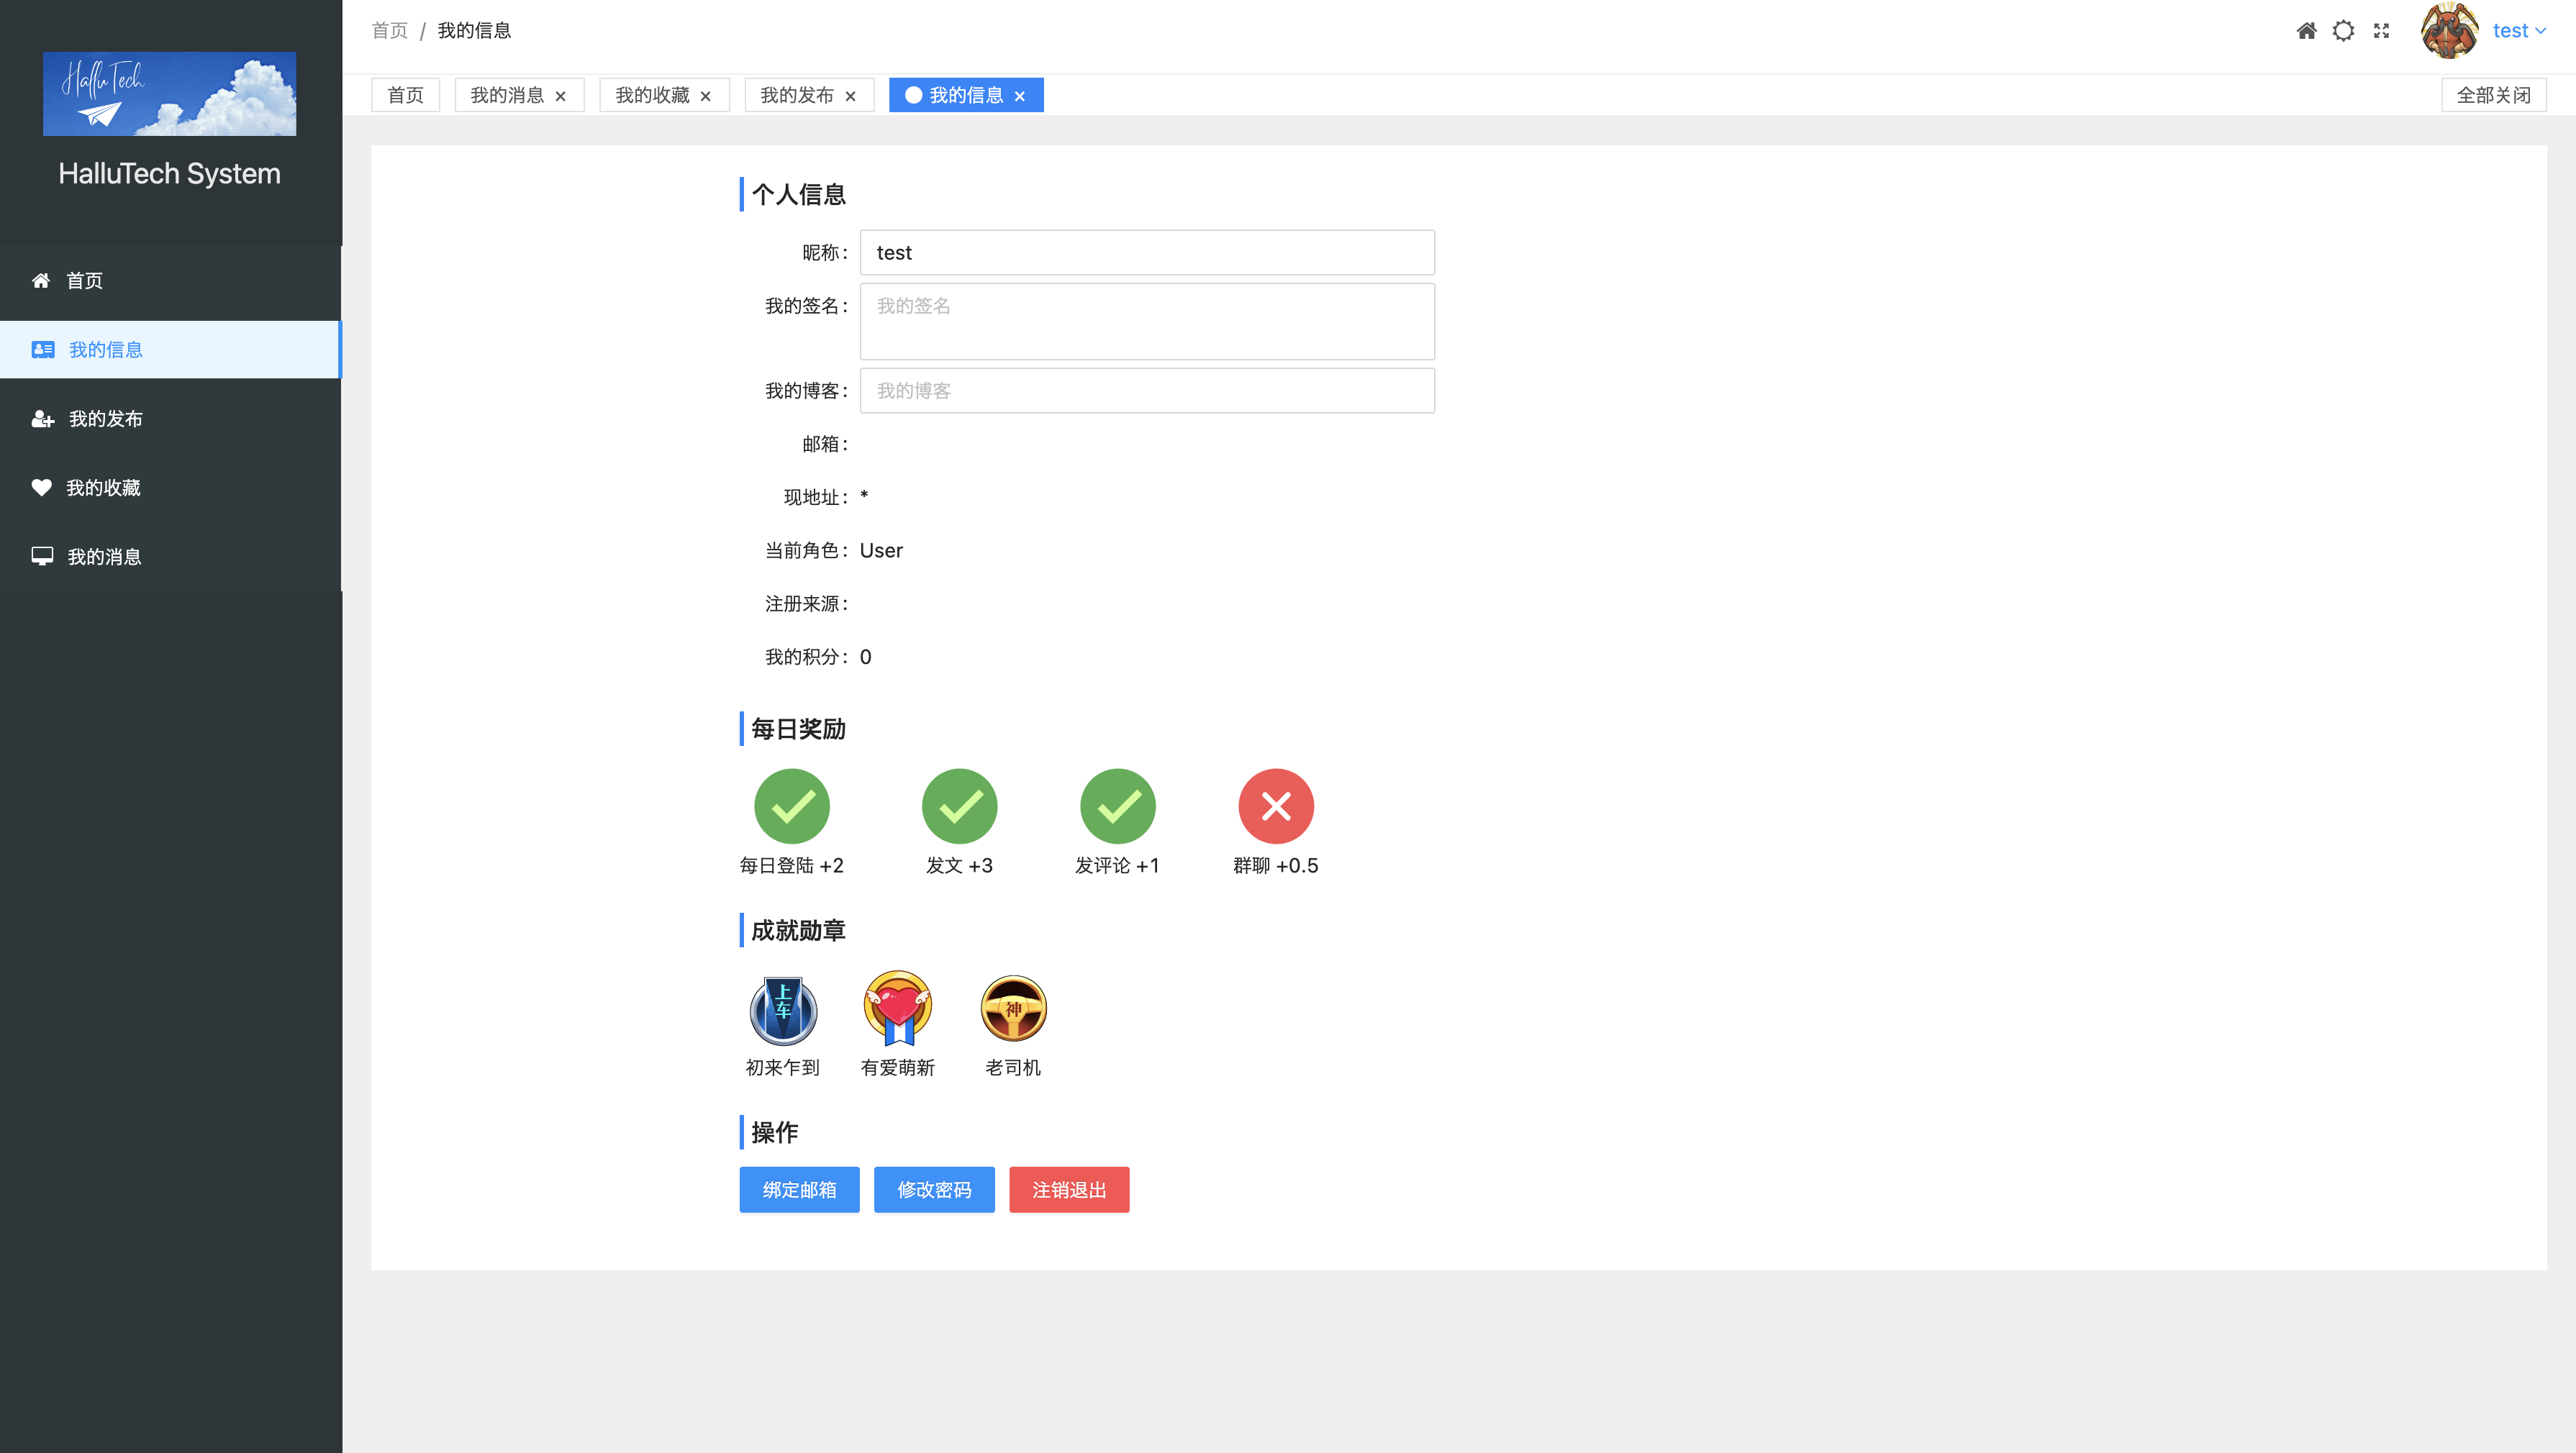 Hallu Tech
HalluTech System
首页
我的信息
我的发布
我的收藏
我的消息
首页 / 我的信息
test
首页
我的消息 ×
我的收藏 ×
我的发布 ×
我的信息 ×
全部关闭
个人信息
昵称: test
我的签名: 我的签名
我的博客: 我的博客
邮箱:
现地址: *
当前角色: User
注册来源:
我的积分: 0
每日奖励
每日登陆 +2
发文 +3
发评论 +1
群聊 +0.5
成就勋章
上车
神
初来乍到
有爱萌新
老司机
操作
绑定邮箱
修改密码
注销退出